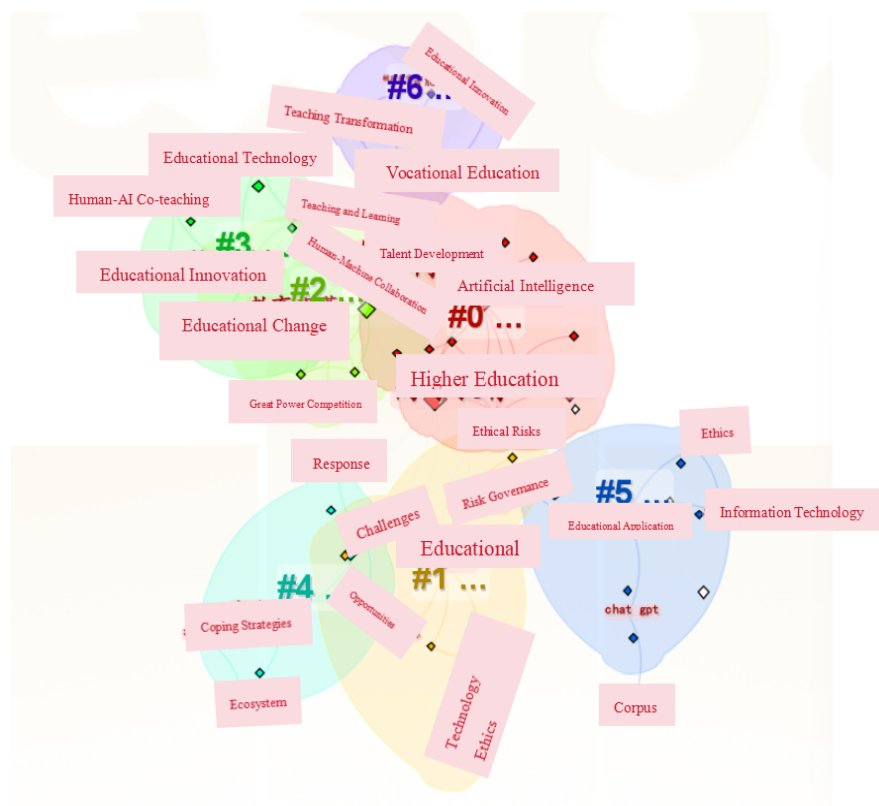 #6 ...
Educational Innovation
Teaching Transformation
Educational Technology
Vocational Education
Human-AI Co-teaching
Teaching and Learning
#3
Talent Development
Human-Machine Collaboration
Educational Innovation
#2 ...
Artificial Intelligence
#0 ...
Educational Change
Higher Education
Great Power Competition
Ethical Risks
Ethics
Response
Risk Governance
#5 ...
Information Technology
Challenges
Educational Application
Educational
#4
#1 ...
Opportunities
chat gpt
Coping Strategies
Ecosystem
Technology
Ethics
Corpus